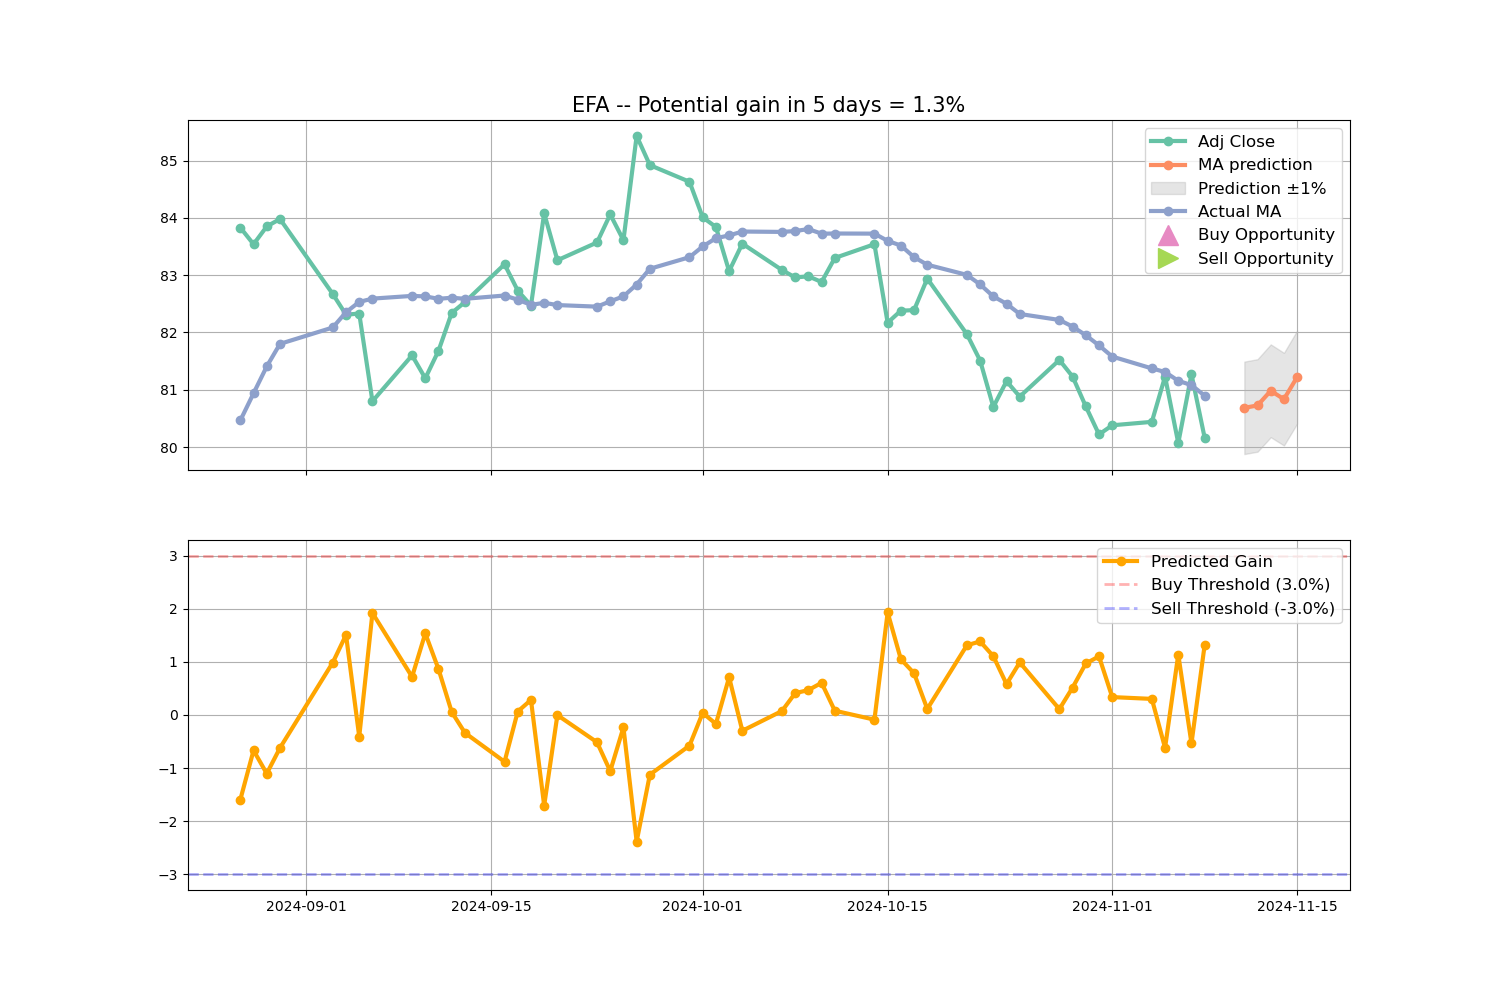 EFA -- Potential gain in 5 days = 1.3%
85
84
83
82
81
80
Adj Close
MA prediction
Prediction ±1%
Actual MA
Buy Opportunity
Sell Opportunity
3
2
1
0
−1
−2
−3
Predicted Gain
Buy Threshold (3.0%)
Sell Threshold (-3.0%)
2024-09-01
2024-09-15
2024-10-01
2024-10-15
2024-11-01
2024-11-15